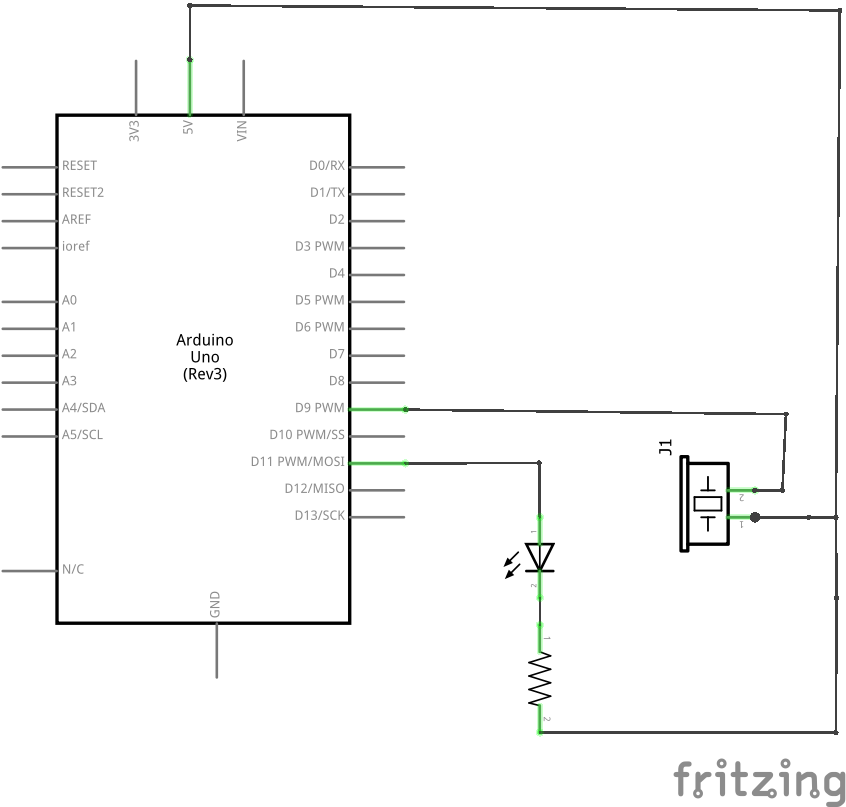 3V3
5V
VIN
RESET
RESET2
AREF
ioref
A0
A1
A2
A3
A4/SDA
A5/SCL
N/C
Arduino
Uno
(Rev3)
D0/RX
D1/TX
D2
D3 PWM
D4
D5 PWM
D6 PWM
D7
D8
D9 PWM
D10 PWM/SS
D11 PWM/MOSI
D12/MISO
D13/SCK
GND
J1
2
1
1
2
1
2
fritzing